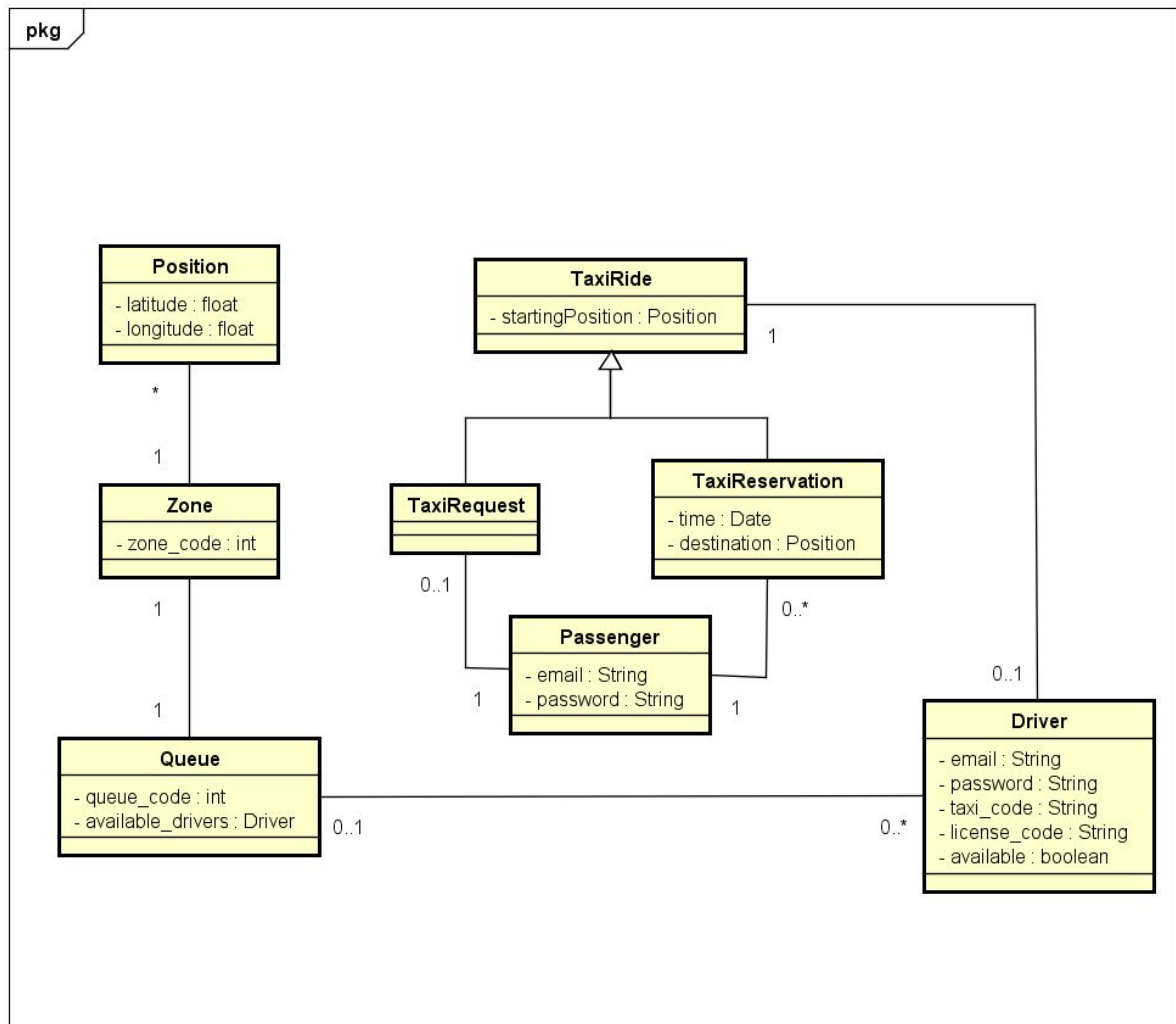 pkg
Position
- latitude : float
- longitude : float
*
1
Zone
- zone_code : int
1
1
Queue
- queue_code : int
- available_drivers : Driver
0..1
0..*
TaxiRide
- startingPosition : Position
1
TaxiRequest
0..1
TaxiReservation
- time : Date
- destination : Position
0..*
Passenger
- email : String
- password : String
1
1
0..1
Driver
- email : String
- password : String
- taxi_code : String
- license_code : String
- available : boolean